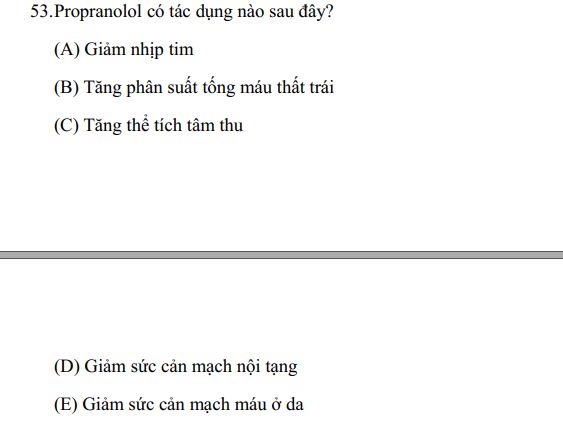 53.Propranolol có tác dụng nào sau đây?
(A) Giảm nhịp tim
(B) Tăng phân suất tống máu thất trái
(C) Tăng thể tích tâm thu
(D) Giảm sức cản mạch nội tạng
(E) Giảm sức cản mạch máu ở da